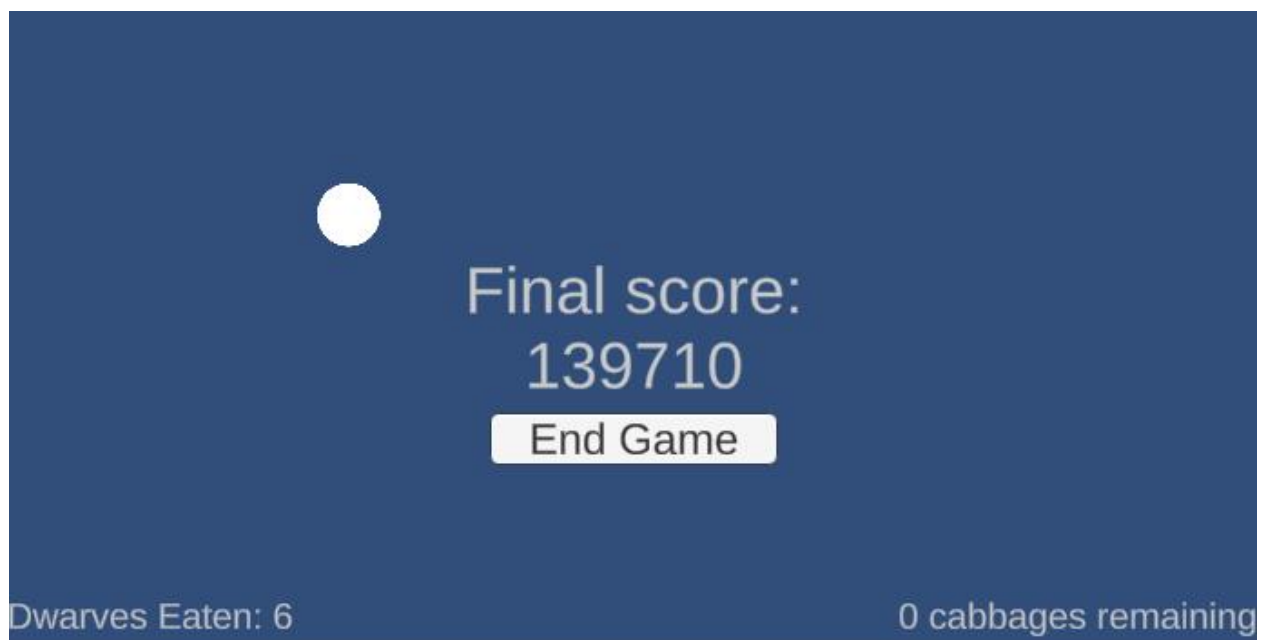 Final score:
139710
End Game
Dwarves Eaten: 6
0 cabbages remaining